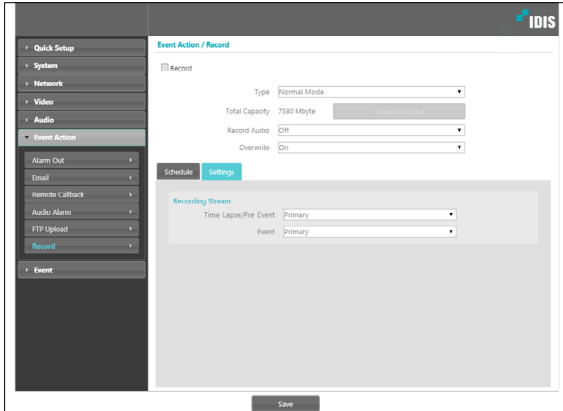 IDIS
Quick Setup
System
Network
Video
Audio
Event Action
Alarm Out
Email
Remote Callback
Audio Alarm
FTP Upload
Record
Event
Event Action / Record
Record
Type Normal Mode
Total Capacity 7580 Mbyte Format SD Card
Record Audio Off
Overwrite On
Schedule Settings
Recording Stream
Time-Lapse/Pre-Event Primary
Event Primary
Save